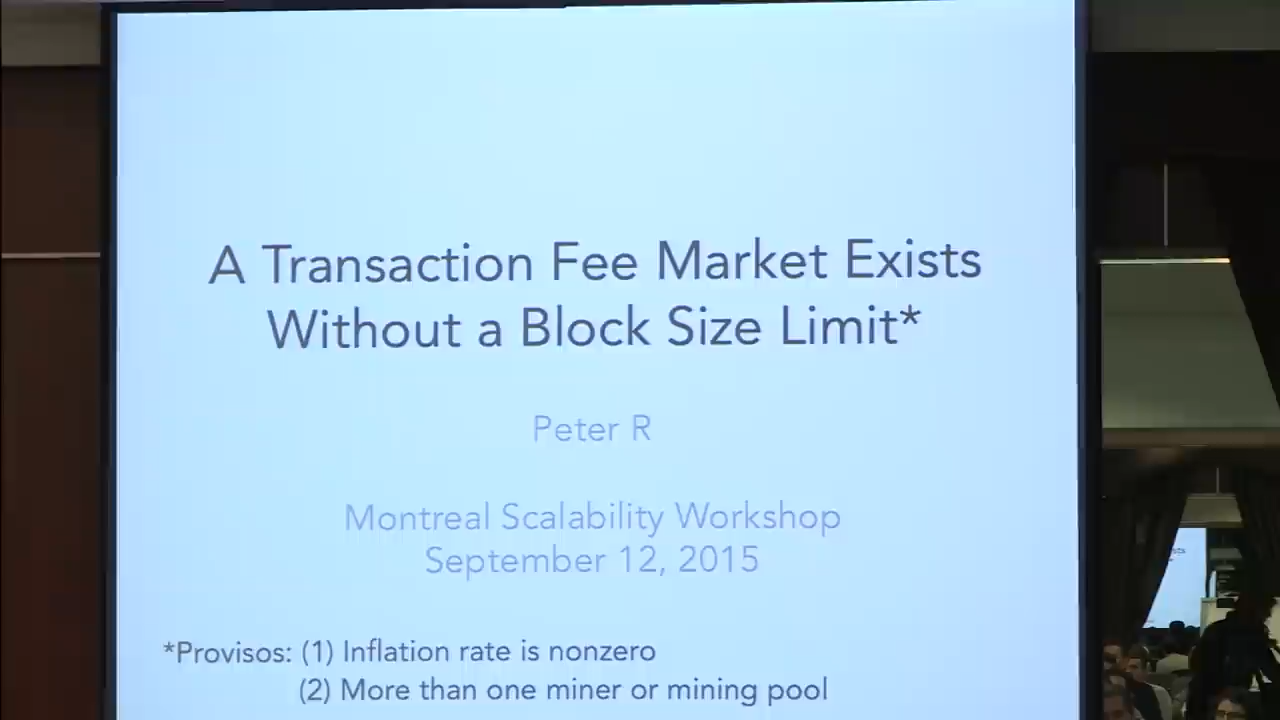 A Transaction Fee Market Exists
Without a Block Size Limit*
Peter R
Montreal Scalability Workshop
September 12, 2015
*Provisos: (1) Inflation rate is nonzero
(2) More than one miner or mining pool